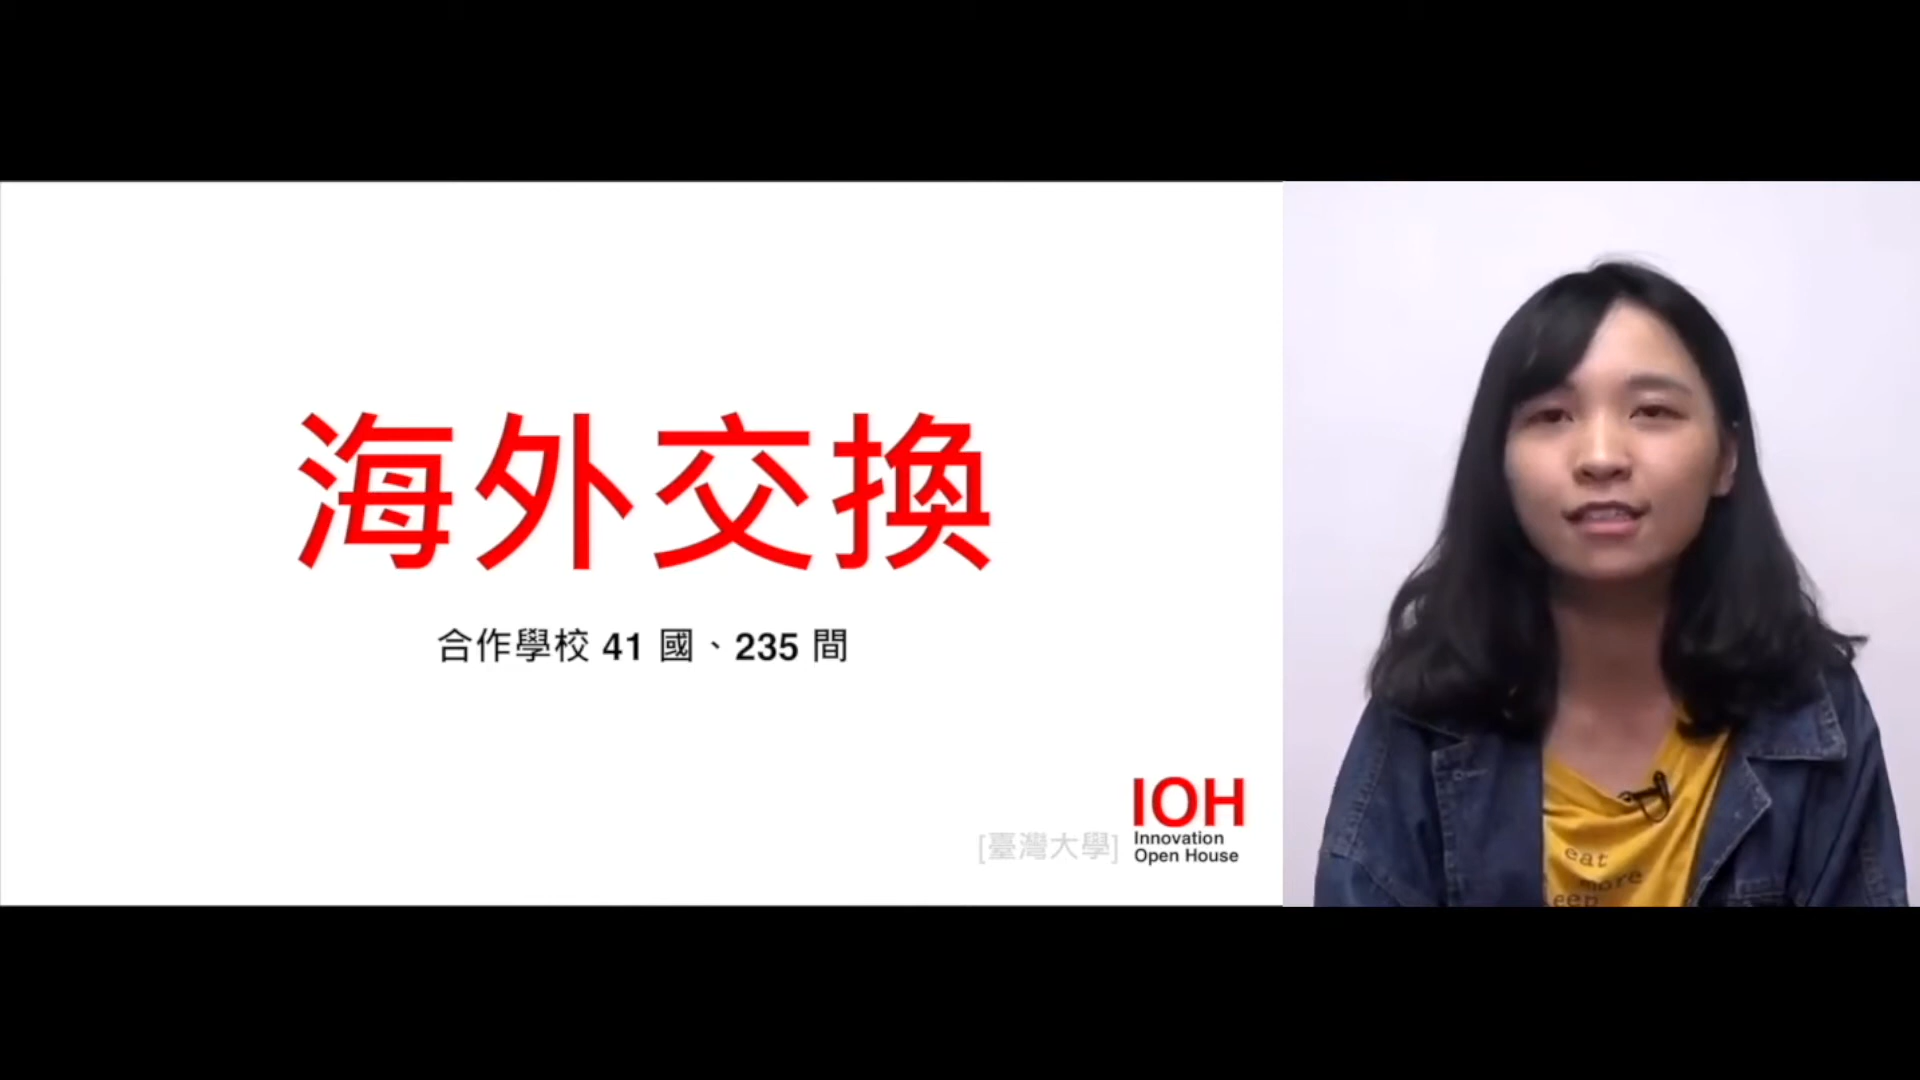 海外交換
合作學校 41 國、235 間
[臺灣大學]
IOH
Innovation
Open House
eat
more